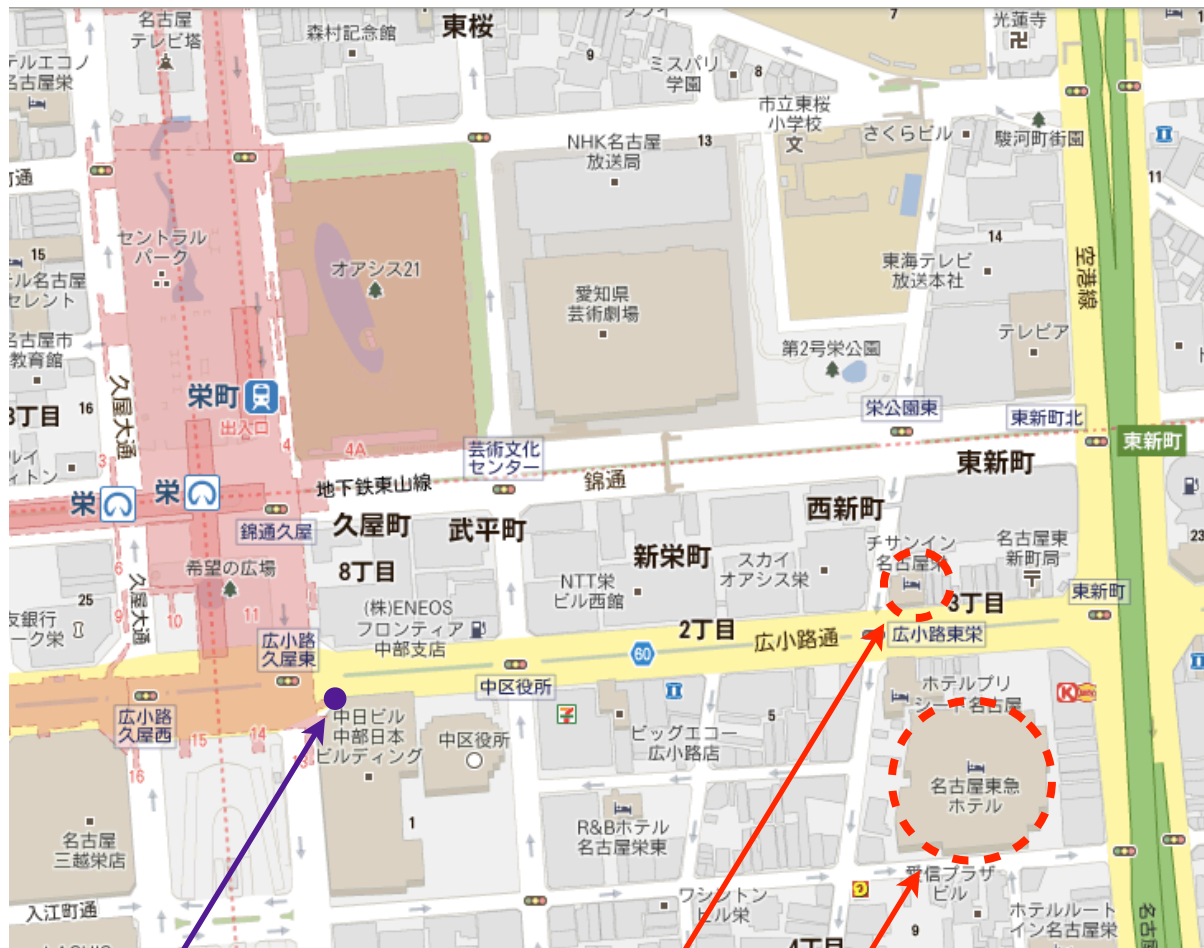 名古屋
テレビ塔
森村記念館
東桜
9
ミスパリ
学園
8
7
光蓮寺
テルエコノ
名古屋栄
市立東桜
小学校
文
さくらビル
駿河町街園
NHK名古屋
放送局
13
11
セントラル
パーク
オアシス21
愛知県
芸術劇場
東海テレビ
放送本社
14
空港線
15
テル名古屋
セレント
名古屋市
教育館
テレピア
第2号栄公園
栄町
出入口
久屋大通
3丁目
16
4
4A
3
芸術文化
センター
栄公園東
東新町北
東新町
地下鉄東山線
錦通
東新町
栄
栄
錦通久屋
久屋町
武平町
西新町
新栄町
チサンイン
名古屋栄
名古屋東
新町局
23
希望の広場
8丁目
スカイ
オアシス栄
NTT栄
ビル西館
6
久屋大通
25
友銀行
ーク栄
9
10
11
(株)ENEOS
フロンティア
中部支店
3丁目
東新町
広小路
久屋東
2丁目
60
広小路通
広小路東栄
中区役所
広小路
久屋西
15
14
13
16
中日ビル
中部日本
ビルディング
中区役所
ビッグエコー
広小路店
5
ホテルプリ
シード名古屋
K
名古屋東急
ホテル
名古屋
三越栄店
1
R&Bホテル
名古屋栄東
愛信プラザ
ビル
ワシントン
ビル栄
入江町通
9
ホテルルート
イン名古屋栄
4丁目